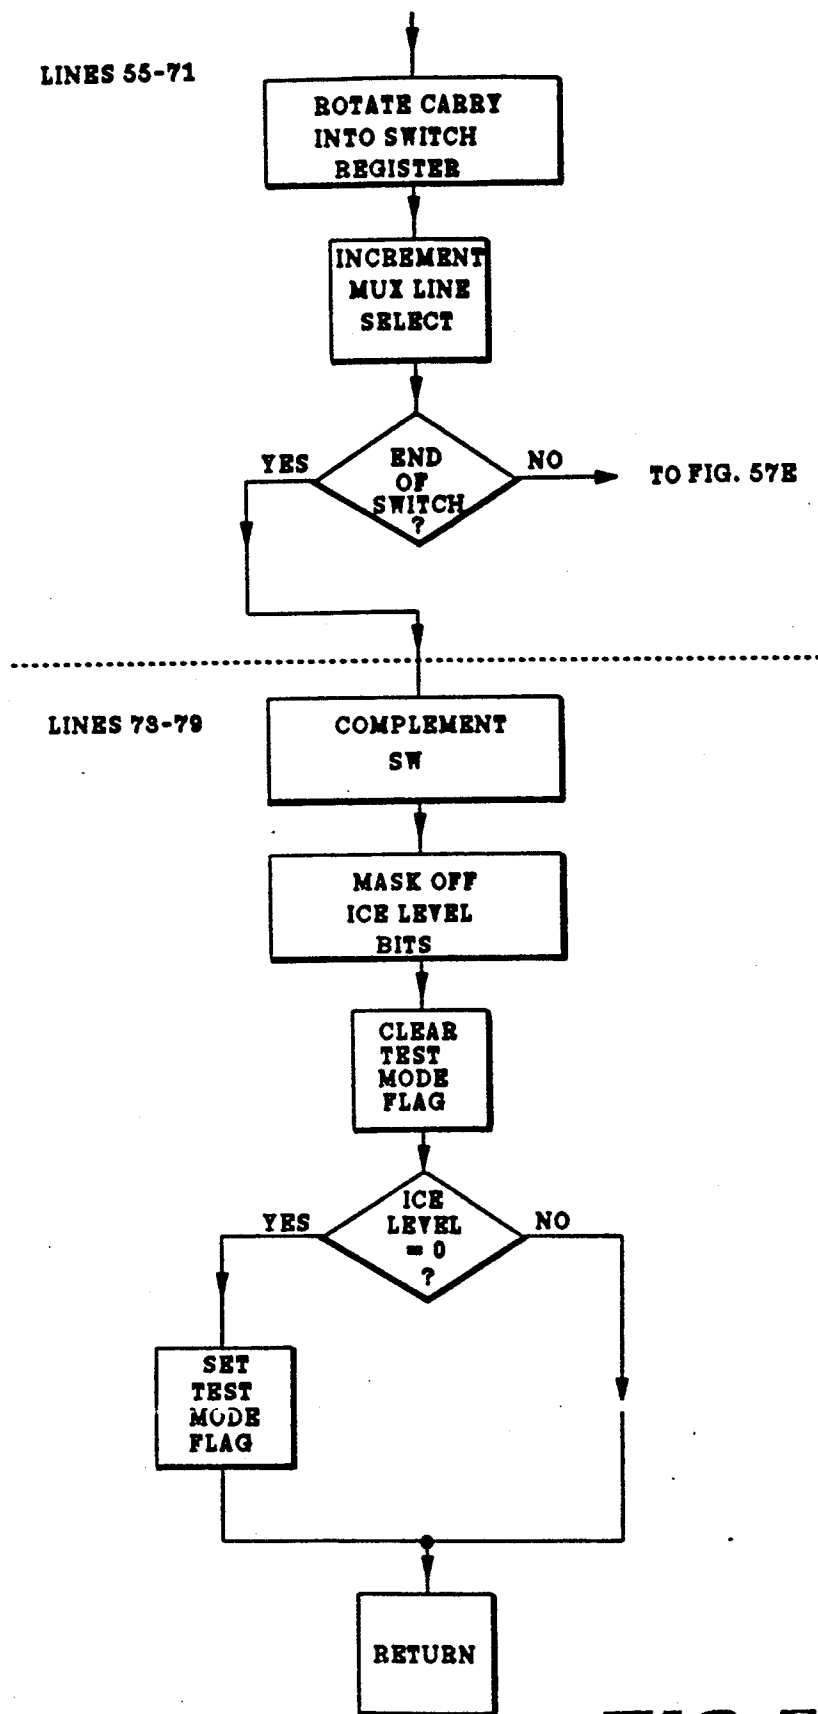 LINES 55-71
ROTATE CARRY
INTO SWITCH
REGISTER
INCREMENT
MUX LINE
SELECT
YES
END
OF
SWITCH
?
NO
TO FIG. 57E
LINES 73-79
COMPLEMENT
SW
MASK OFF
ICE LEVEL
BITS
CLEAR
TEST
MODE
FLAG
YES
ICE
LEVEL
= 0
?
NO
SET
TEST
MODE
FLAG
RETURN